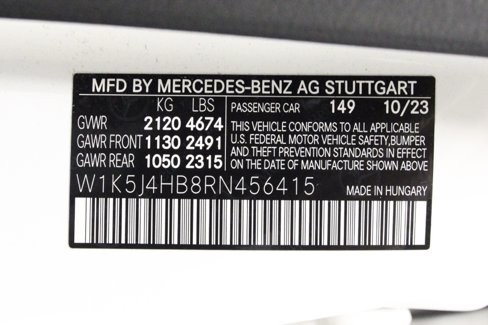 MFD BY MERCEDES-BENZ AG STUTTGART
KG LBS PASSENGER CAR 149 10/23
GVWR 2120 4674 THIS VEHICLE CONFORMS TO ALL APPLICABLE
GAWR FRONT 1130 2491 U.S. FEDERAL MOTOR VEHICLE SAFETY, BUMPER
AND THEFT PREVENTION STANDARDS IN EFFECT
GAWR REAR 1050 2315 ON THE DATE OF MANUFACTURE SHOWN ABOVE
W1K5J4HB8RN456415 MADE IN HUNGARY